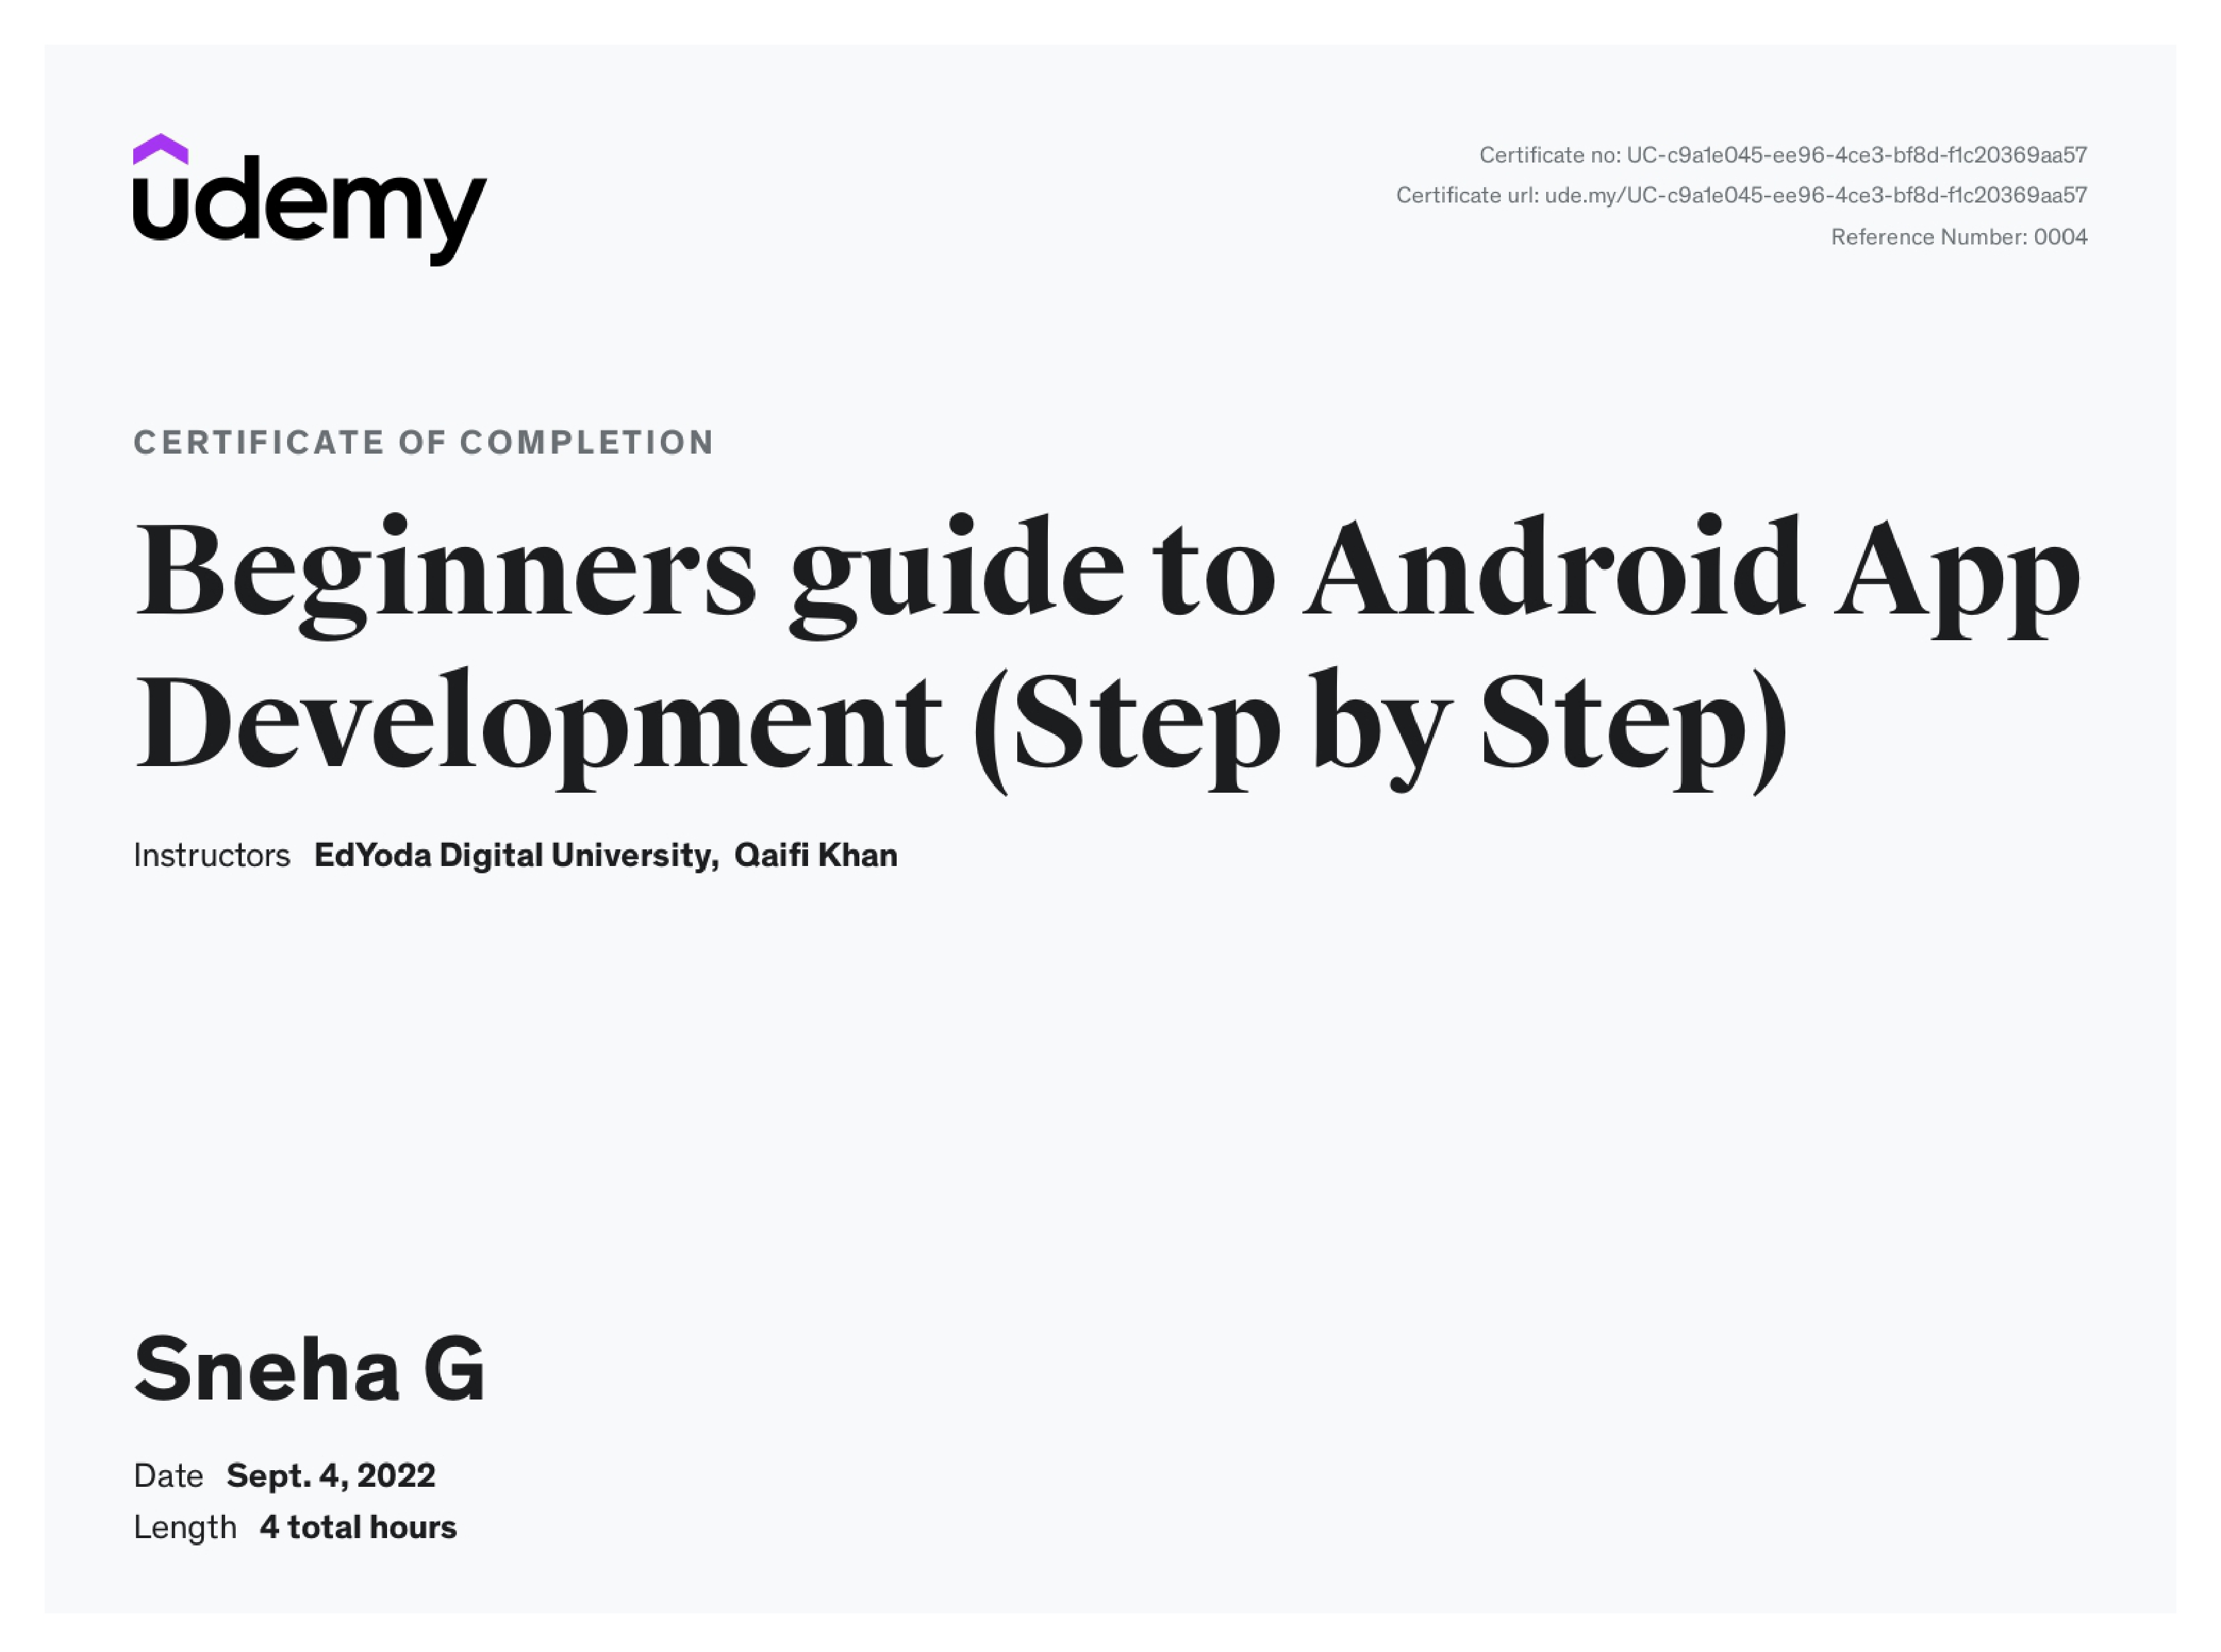 udemy
Certificate no: UC-c9a1e045-ee96-4ce3-bf8d-f1c20369aa57
Certificate url: ude.my/UC-c9a1e045-ee96-4ce3-bf8d-f1c20369aa57
Reference Number: 0004
CERTIFICATE OF COMPLETION
Beginners guide to Android App
Development (Step by Step)
Instructors EdYoda Digital University, Qaifi Khan
Sneha G
Date Sept. 4, 2022
Length 4 total hours